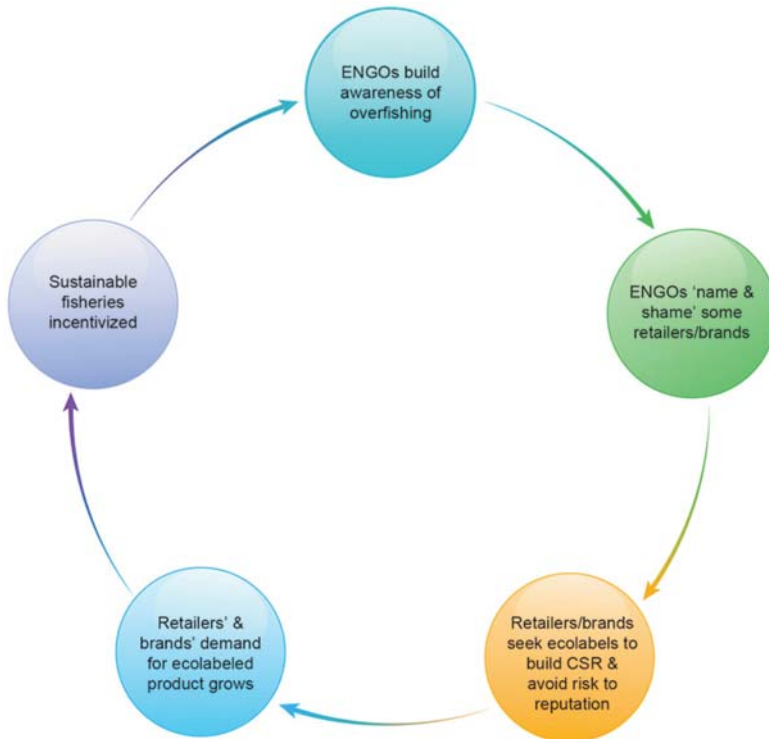 ENGOs build
awareness of
overfishing
ENGOs ‘name &
shame’ some
retailers/brands
Retailers/brands
seek ecolabels to
build CSR &
avoid risk to
reputation
Retailers’ &
brands’ demand
for ecolabeled
product grows
Sustainable
fisheries
incentivized